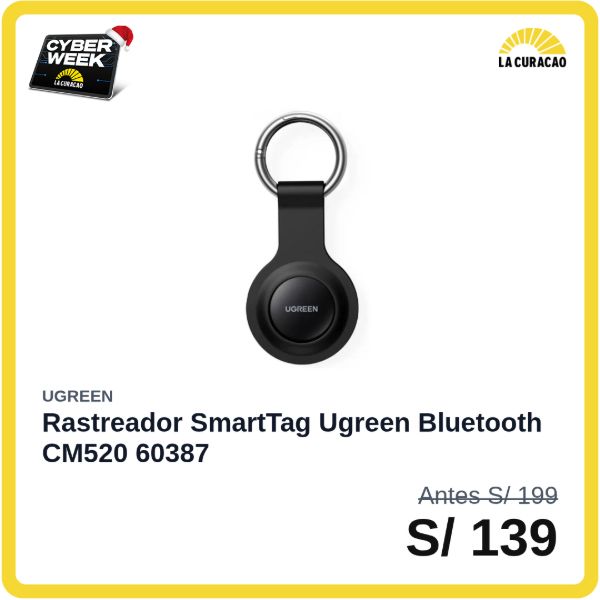 CYBER
WEEK
LA CURACAO
LA CURACAO
UGREEN
UGREEN
Rastreador SmartTag Ugreen Bluetooth
CM520 60387
Antes S/ 199
S/ 139